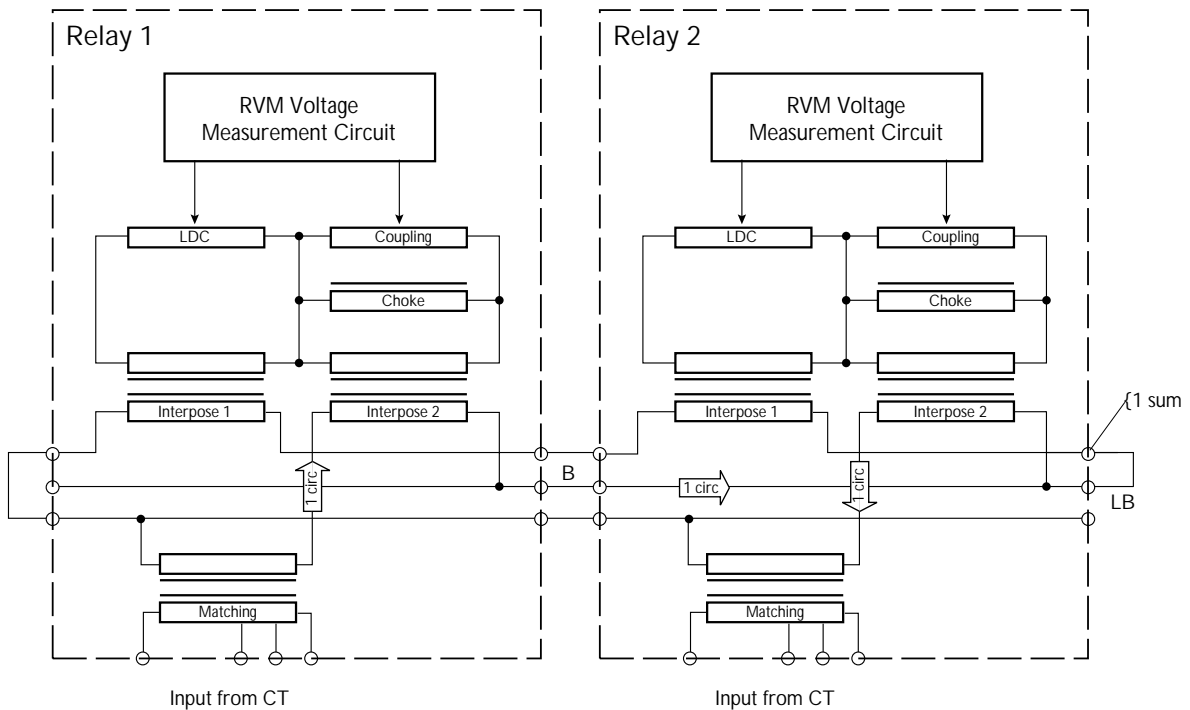 Relay 1
RVM Voltage
Measurement Circuit
LDC
Coupling
Choke
Interpose 1
Interpose 2
1 circ
Matching
Input from CT
B
Relay 2
RVM Voltage
Measurement Circuit
LDC
Coupling
Choke
Interpose 1
Interpose 2
{1 sum
1 circ
1 circ
LB
Matching
Input from CT